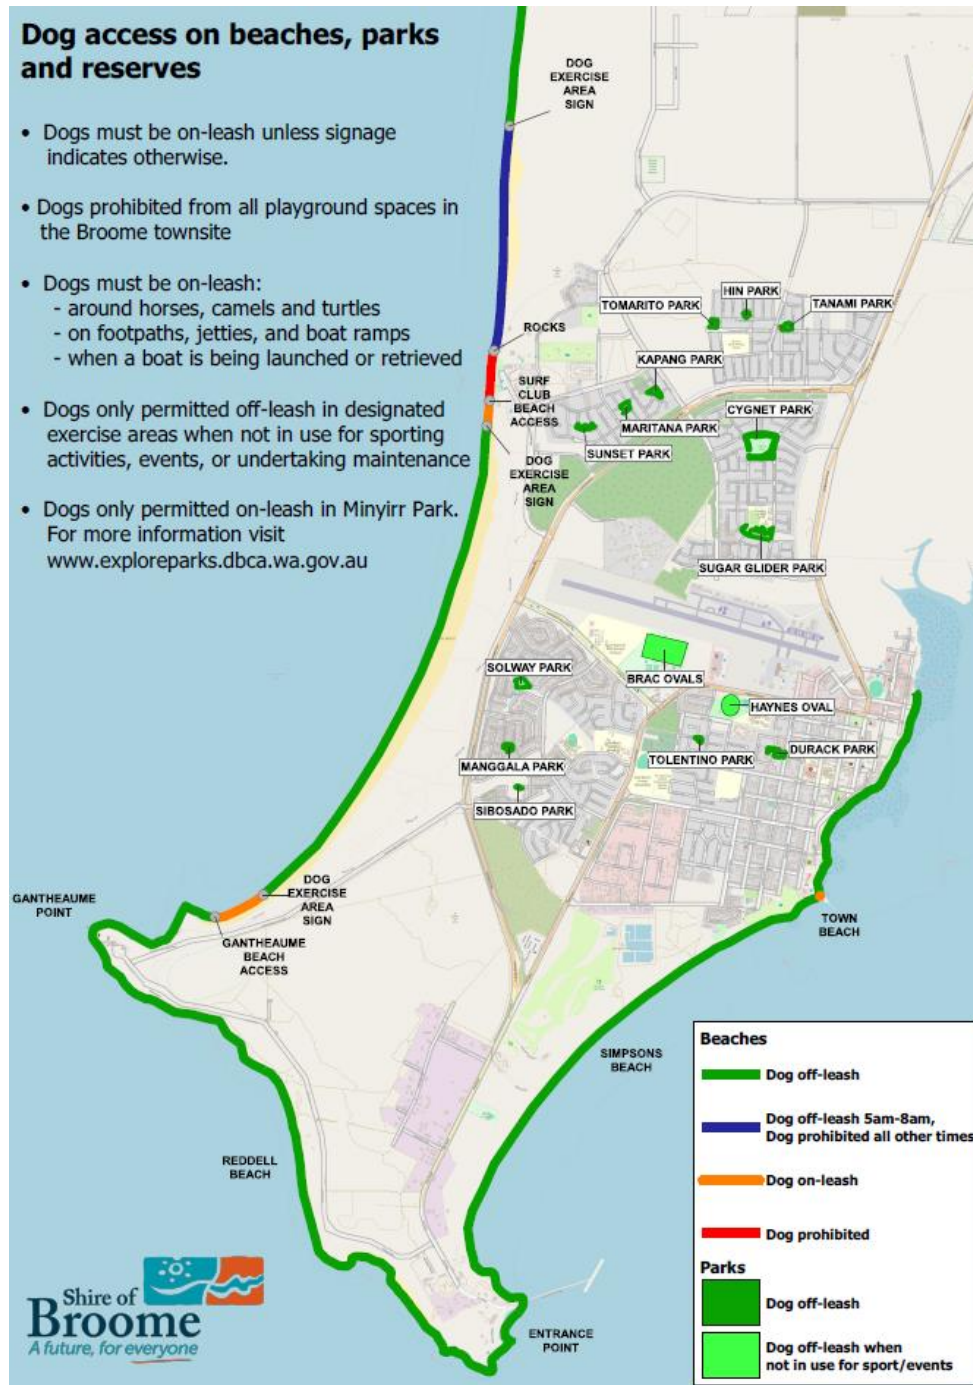 Dog access on beaches, parks
and reserves
• Dogs must be on-leash unless signage
indicates otherwise.
• Dogs prohibited from all playground spaces in
the Broome townsite
• Dogs must be on-leash:
- around horses, camels and turtles
- on footpaths, jetties, and boat ramps
- when a boat is being launched or retrieved
• Dogs only permitted off-leash in designated
exercise areas when not in use for sporting
activities, events, or undertaking maintenance
• Dogs only permitted on-leash in Minyirr Park.
For more information visit
www.exploreparks.dbca.wa.gov.au
DOG
EXERCISE
AREA
SIGN
ROCKS
SURF
CLUB
BEACH
ACCESS
DOG
EXERCISE
AREA
SIGN
TOMARITO PARK
HIN PARK
TANAMI PARK
KAPANG PARK
MARITANA PARK
SUNSET PARK
CYGNET PARK
SUGAR GLIDER PARK
BRAC OVALS
HAYNES OVAL
SOLWAY PARK
MANGGALA PARK
SIBOSADO PARK
TOLENTINO PARK
DURACK PARK
DOG
EXERCISE
AREA
SIGN
GANTHEAUME
POINT
GANTHEAUME
BEACH
ACCESS
TOWN
BEACH
SIMPSONS
BEACH
REDDELL
BEACH
ENTRANCE
POINT
Shire of
Broome
A future, for everyone
Beaches
Dog off-leash
Dog off-leash 5am-8am,
Dog prohibited all other times
Dog on-leash
Dog prohibited
Parks
Dog off-leash
Dog off-leash when
not in use for sport/events